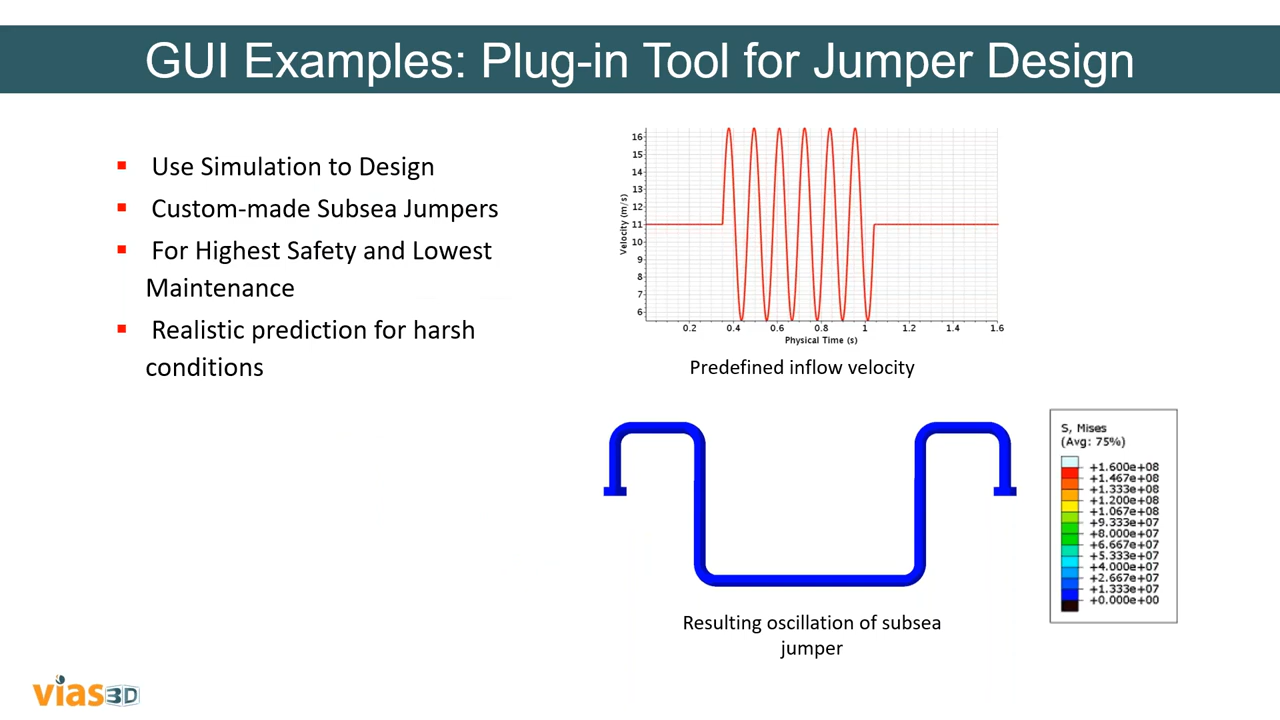 GUI Examples: Plug-in Tool for Jumper Design
Use Simulation to Design
Custom-made Subsea Jumpers
For Highest Safety and Lowest
Maintenance
Realistic prediction for harsh
conditions
Velocity (m/s)
16
15
14
13
12
11
10
9
8
7
6
0.2 0.4 0.6 0.8 1 1.2 1.4 1.6
Physical Time (s)
Predefined inflow velocity
S, Mises
(Avg: 75%)
+1.600e+08
+1.467e+08
+1.333e+08
+1.200e+08
+1.067e+08
+9.333e+07
+8.000e+07
+6.667e+07
+5.333e+07
+4.000e+07
+2.667e+07
+1.333e+07
+0.000e+00
Resulting oscillation of subsea
jumper
vias3D